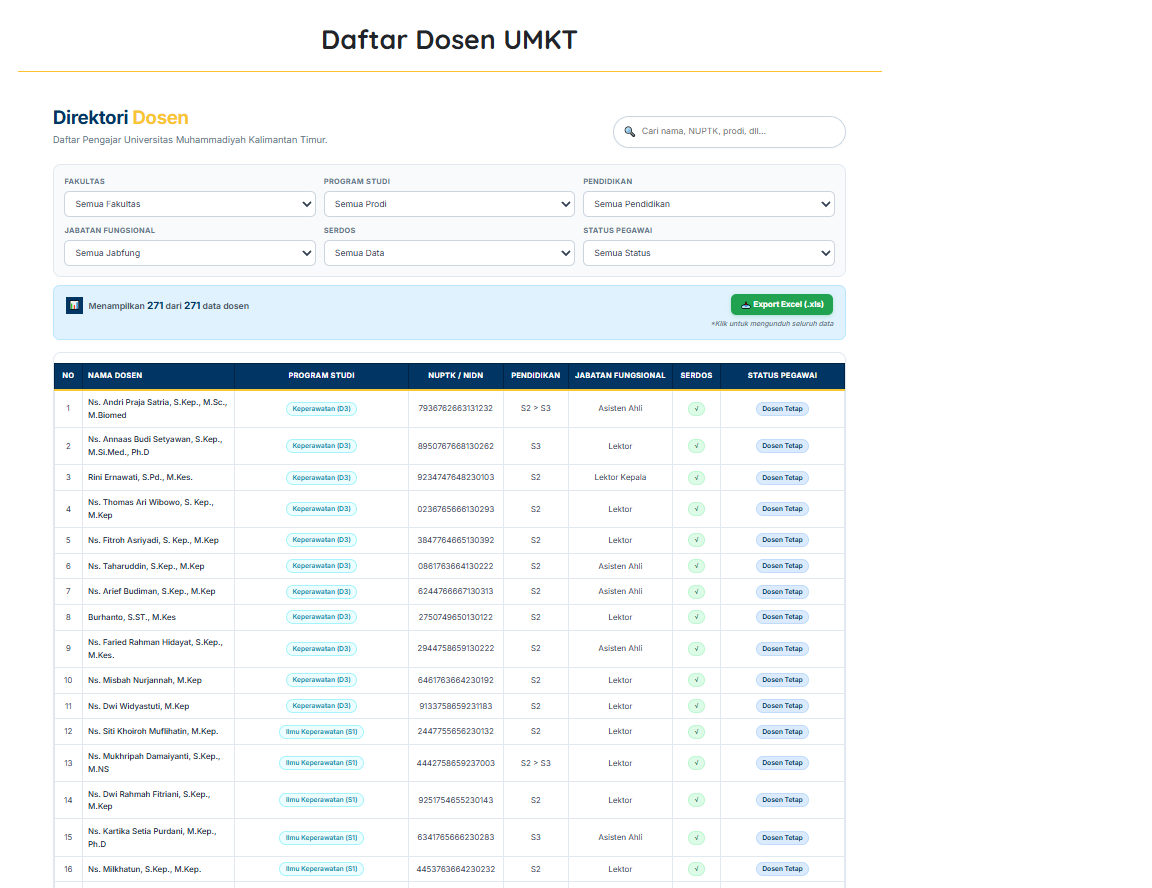 Daftar Dosen UMKT
Direktori Dosen
Daftar Pengajar Universitas Muhammadiyah Kalimantan Timur.
Cari nama, NUPTK, prodi, dll...
FAKULTAS PROGRAM STUDI PENDIDIKAN
Semua Fakultas Semua Prodi Semua Pendidikan
JABATAN FUNGSIONAL SERDOS STATUS PEGAWAI
Semua Jabfung Semua Data Semua Status
Menampilkan 271 dari 271 data dosen
Export Excel (.xls)
*Klik untuk mengunduh seluruh data
NO NAMA DOSEN PROGRAM STUDI NUPTK / NIDN PENDIDIKAN JABATAN FUNGSIONAL SERDOS STATUS PEGAWAI
1 Ns. Andri Praja Satria, S.Kep., M.Sc., M.Biomed Keperawatan (D3) 7936762663131232 S2 > S3 Asisten Ahli √ Dosen Tetap
2 Ns. Annaas Budi Setyawan, S.Kep., M.Si.Med., Ph.D Keperawatan (D3) 8950767668130262 S3 Lektor √ Dosen Tetap
3 Rini Ernawati, S.Pd., M.Kes. Keperawatan (D3) 9234747648230103 S2 Lektor Kepala √ Dosen Tetap
4 Ns. Thomas Ari Wibowo, S. Kep., M.Kep Keperawatan (D3) 0236765666130293 S2 Lektor √ Dosen Tetap
5 Ns. Fitroh Asriyadi, S. Kep., M.Kep Keperawatan (D3) 3847764665130392 S2 Lektor √ Dosen Tetap
6 Ns. Taharuddin, S.Kep., M.Kep Keperawatan (D3) 0861763664130222 S2 Asisten Ahli √ Dosen Tetap
7 Ns. Arief Budiman, S.Kep., M.Kep Keperawatan (D3) 6244766667130313 S2 Asisten Ahli √ Dosen Tetap
8 Burhanto, S.ST., M.Kes Keperawatan (D3) 2750749650130122 S2 Lektor √ Dosen Tetap
9 Ns. Faried Rahman Hidayat, S.Kep., M.Kes. Keperawatan (D3) 2944758659130222 S2 Asisten Ahli √ Dosen Tetap
10 Ns. Misbah Nurjannah, M.Kep Keperawatan (D3) 6461763664230192 S2 Lektor √ Dosen Tetap
11 Ns. Dwi Widyastuti, M.Kep Keperawatan (D3) 9133758659231183 S2 Lektor √ Dosen Tetap
12 Ns. Siti Khoiroh Muflihatin, M.Kep. Ilmu Keperawatan (S1) 2447755656230132 S2 Lektor √ Dosen Tetap
13 Ns. Mukhripah Damaiyanti, S.Kep., M.NS Ilmu Keperawatan (S1) 4442758659237003 S2 > S3 Lektor √ Dosen Tetap
14 Ns. Dwi Rahmah Fitriani, S.Kep., M.Kep Ilmu Keperawatan (S1) 9251754655230143 S2 Lektor √ Dosen Tetap
15 Ns. Kartika Setia Purdani, M.Kep., Ph.D Ilmu Keperawatan (S1) 6341765666230283 S3 Asisten Ahli √ Dosen Tetap
16 Ns. Milkhatun, S.Kep., M.Kep. Ilmu Keperawatan (S1) 4453763664230232 S2 Lektor √ Dosen Tetap